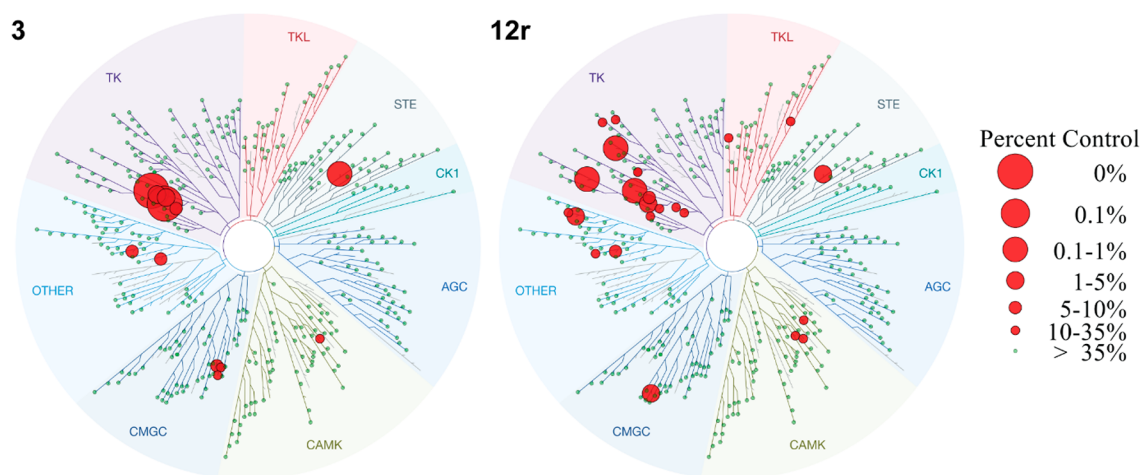 3
TK
TKL
STE
CK1
AGC
CAMK
CMGC
OTHER
12r
TK
TKL
STE
CK1
AGC
CAMK
CMGC
OTHER
Percent Control
0%
0.1%
0.1-1%
1-5%
5-10%
10-35%
> 35%